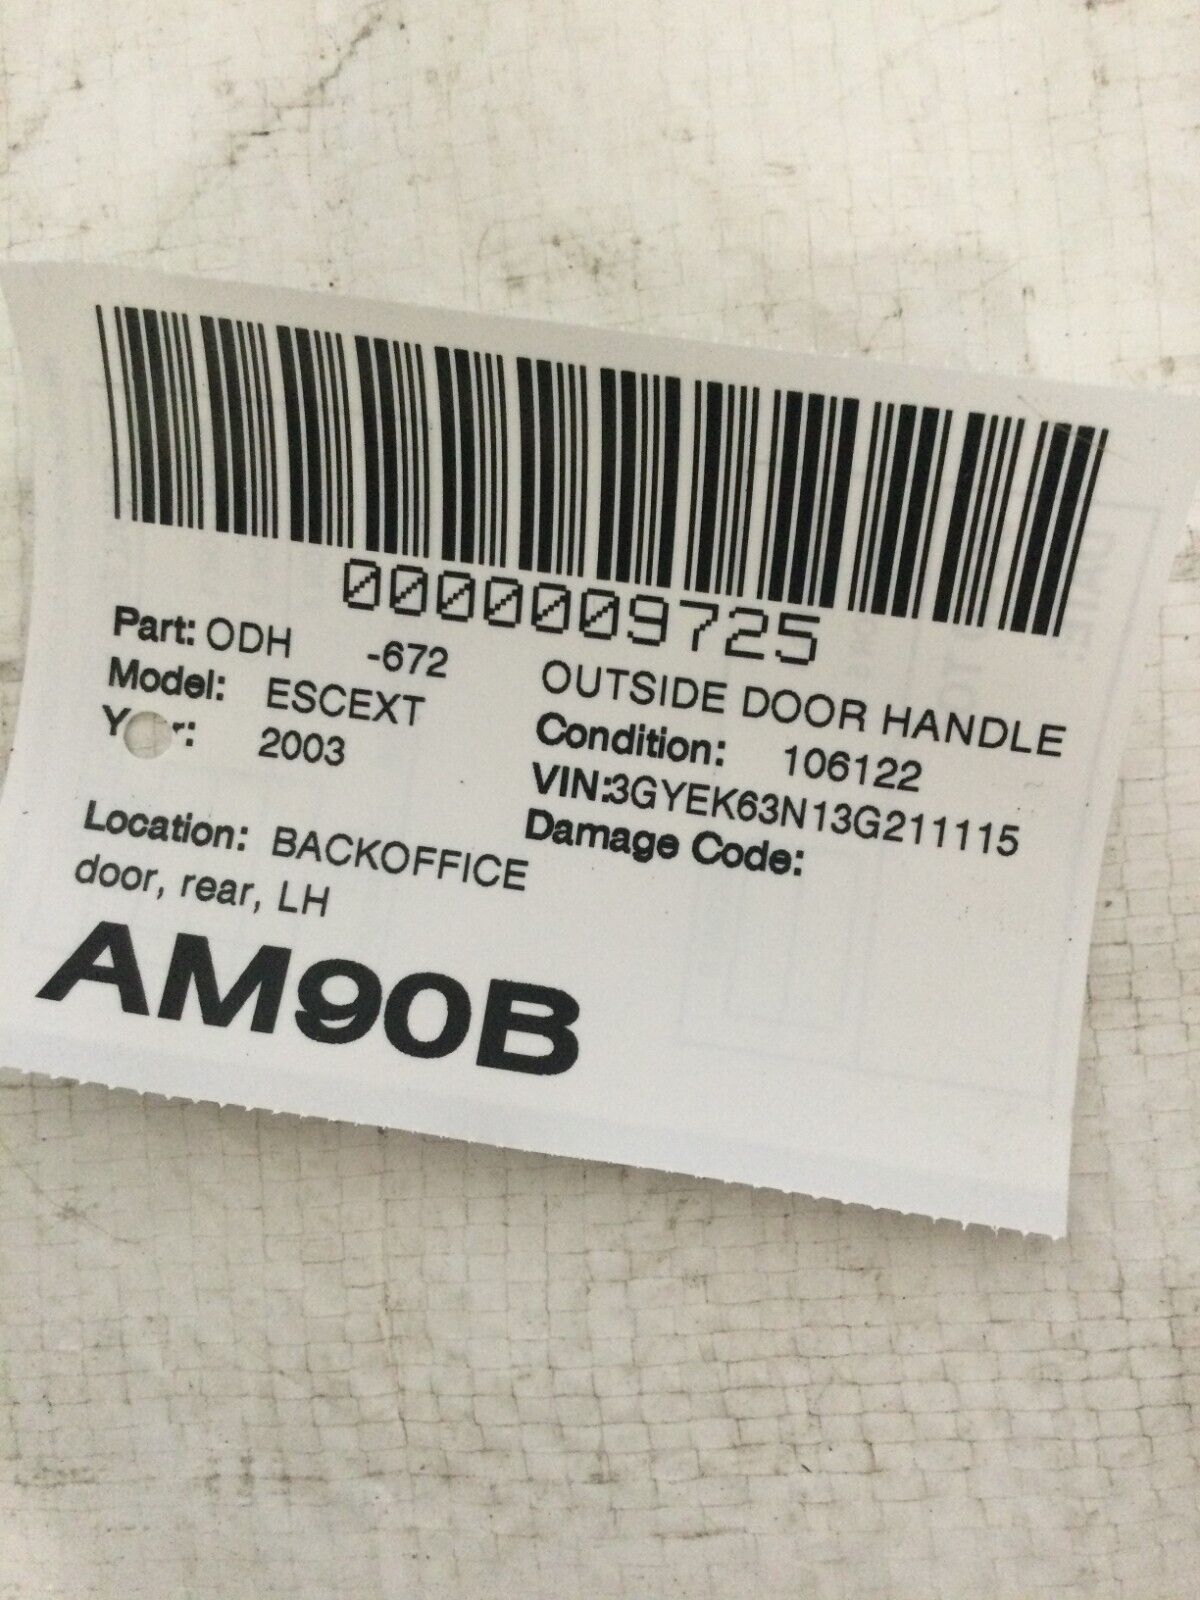 0000009725
Part: ODH -672 OUTSIDE DOOR HANDLE
Model: ESCEXT Condition: 106122
2003 VIN:3GYEK63N13G211115
Damage Code:
Location: BACKOFFICE
door, rear, LH
AM90B